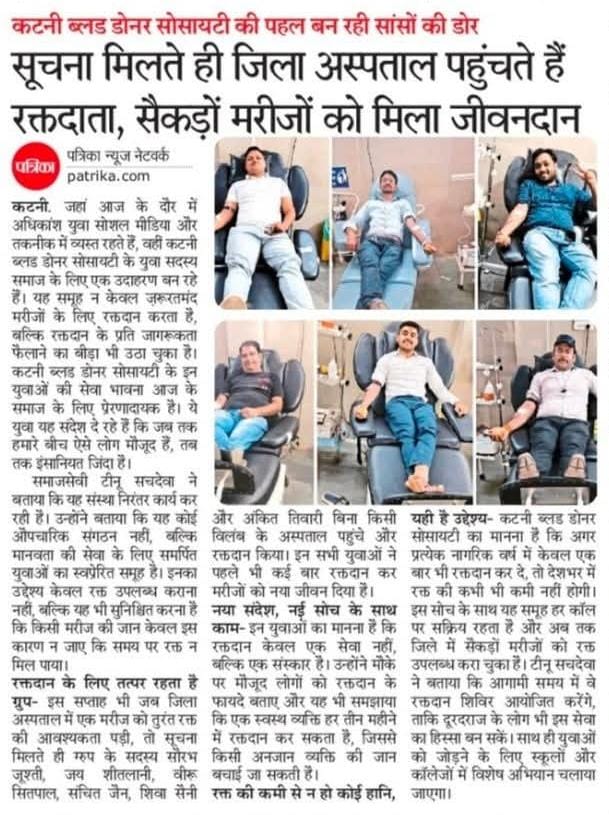 कटनी ब्लड डोनर सोसायटी की पहल बन रही सांसों की डोर
सूचना मिलते ही जिला अस्पताल पहुंचते हैं
रक्तदाता, सैकड़ों मरीजों को मिला जीवनदान
पत्रिका
पत्रिका न्यूज नेटवर्क
patrika.com
कटनी. जहां आज के दौर में
अधिकांश युवा सोशल मीडिया और
तकनीक में व्यस्त रहते हैं, वहीं कटनी
ब्लड डोनर सोसायटी के युवा सदस्य
समाज के लिए एक उदाहरण बन रहे
हैं। यह समूह न केवल ज़रूरतमंद
मरीजों के लिए रक्तदान करता है,
बल्कि रक्तदान के प्रति जागरूकता
फैलाने का बीड़ा भी उठा चुका है।
कटनी ब्लड डोनर सोसायटी के इन
युवाओं की सेवा भावना आज के
समाज के लिए प्रेरणादायक है। ये
युवा यह संदेश दे रहे हैं कि जब तक
हमारे बीच ऐसे लोग मौजूद हैं, तब
तक इंसानियत जिंदा है।
समाजसेवी टीनू सचदेवा ने
बताया कि यह संस्था निरंतर कार्य कर
रही है। उन्होंने बताया कि यह कोई
औपचारिक संगठन नहीं, बल्कि
मानवता की सेवा के लिए समर्पित
युवाओं का स्वप्रेरित समूह है। इनका
उद्देश्य केवल रक्त उपलब्ध कराना
नहीं, बल्कि यह भी सुनिश्चित करना है
कि किसी मरीज की जान केवल इस
कारण न जाए कि समय पर रक्त न
मिल पाया।
रक्तदान के लिए तत्पर रहता है
ग्रुप- इस सप्ताह भी जब जिला
अस्पताल में एक मरीज को तुरंत रक्त
की आवश्यकता पड़ी, तो सूचना
मिलते ही ग्रुप के सदस्य सौरभ
जूश्ती, जय शीतलानी, वीरू
सितपाल, संचित जैन, शिवा सैनी
और अंकित तिवारी बिना किसी
विलंब के अस्पताल पहुंचे और
रक्तदान किया। इन सभी युवाओं ने
पहले भी कई बार रक्तदान कर
मरीजों को नया जीवन दिया है।
नया संदेश, नई सोच के साथ
काम- इन युवाओं का मानना है कि
रक्तदान केवल एक सेवा नहीं,
बल्कि एक संस्कार है। उन्होंने मौके
पर मौजूद लोगों को रक्तदान के
फायदे बताए और यह भी समझाया
कि एक स्वस्थ व्यक्ति हर तीन महीने
में रक्तदान कर सकता है, जिससे
किसी अनजान व्यक्ति की जान
बचाई जा सकती है।
रक्त की कमी से न हो कोई हानि,
यही है उद्देश्य- कटनी ब्लड डोनर
सोसायटी का मानना है कि अगर
प्रत्येक नागरिक वर्ष में केवल एक
बार भी रक्तदान कर दे, तो देशभर में
रक्त की कभी भी कमी नहीं होगी।
इस सोच के साथ यह समूह हर कॉल
पर सक्रिय रहता है और अब तक
जिले में सैकड़ों मरीजों को रक्त
उपलब्ध करा चुका है। टीनू सचदेवा
ने बताया कि आगामी समय में वे
रक्तदान शिविर आयोजित करेंगे,
ताकि दूरदराज के लोग भी इस सेवा
का हिस्सा बन सकें। साथ ही युवाओं
को जोड़ने के लिए स्कूलों और
कॉलेजों में विशेष अभियान चलाया
जाएगा।